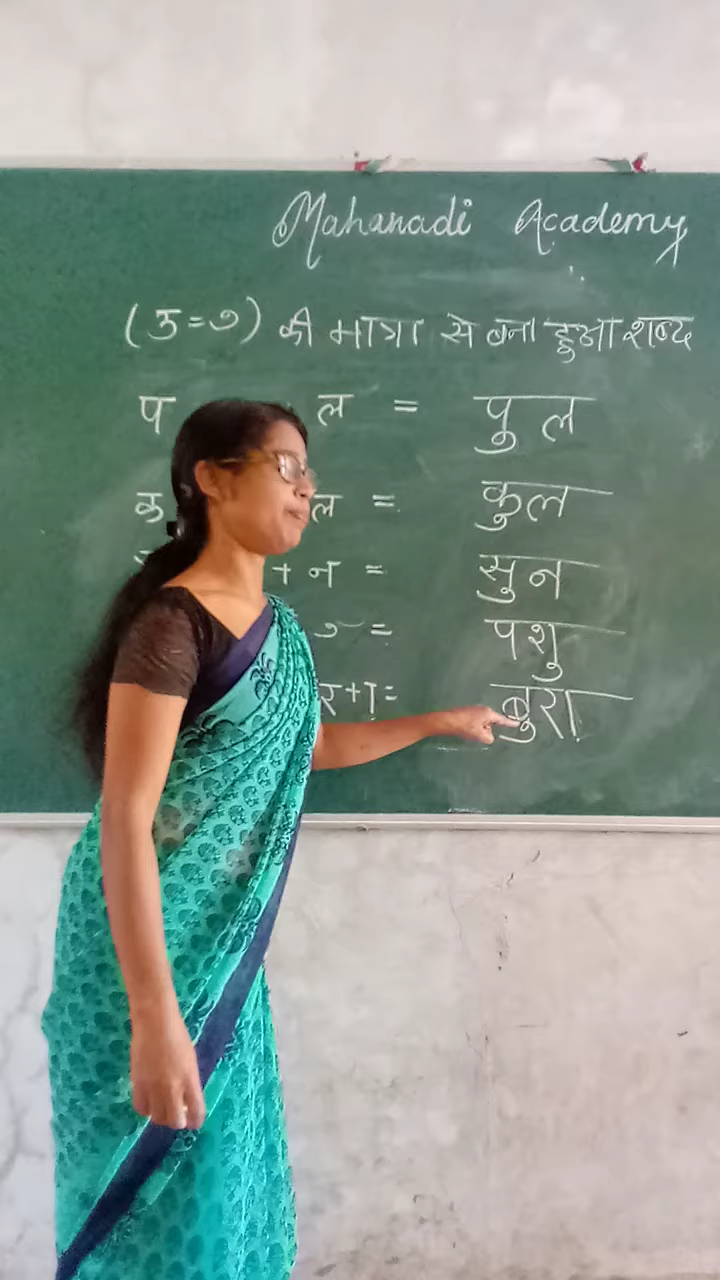 Mahanadi Academy
(उ=ु) की मात्रा से बना हुआ शब्द
प ल = पुल
क ल = कुल
+ न = सुन
ु = पशु
र+ा= बुरा